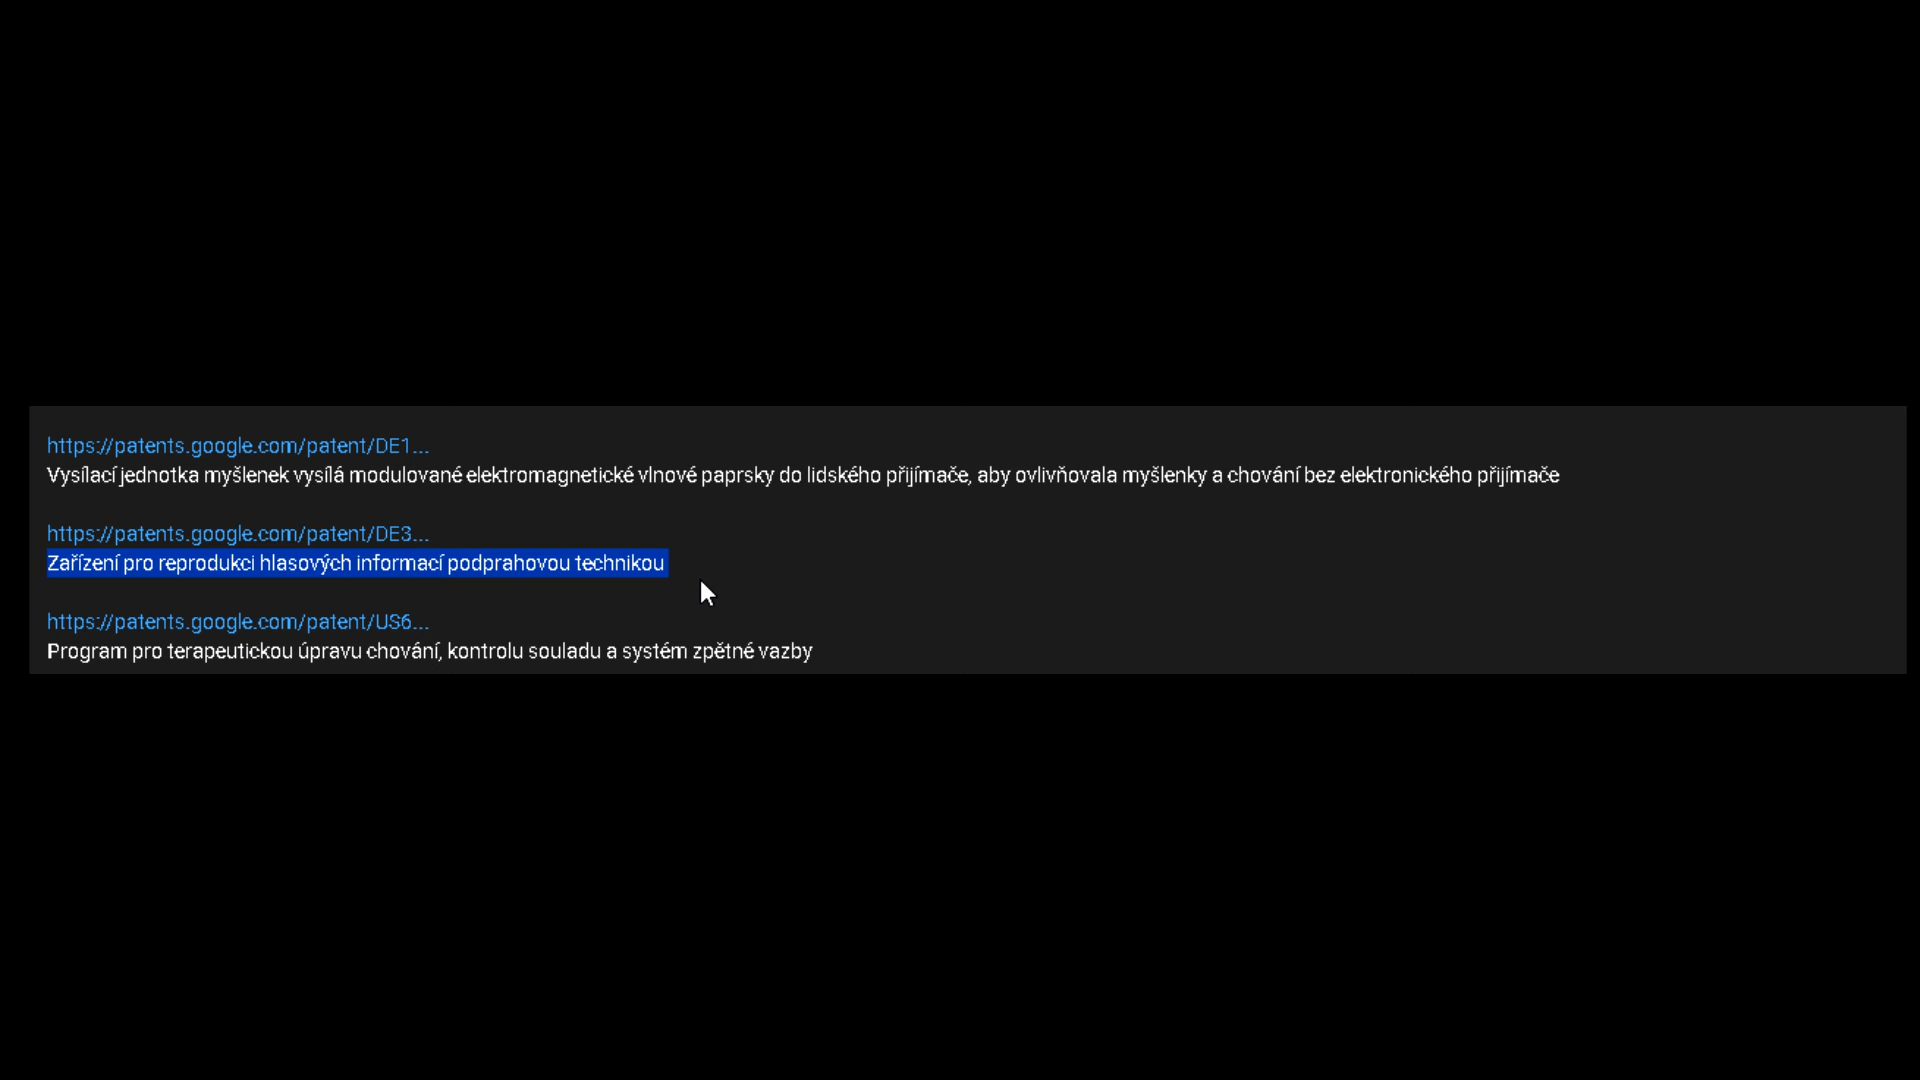 https://patents.google.com/patent/DE1...
Vysílací jednotka myšlenek vysílá modulované elektromagnetické vlnové paprsky do lidského přijímače, aby ovlivňovala myšlenky a chování bez elektronického přijímače
https://patents.google.com/patent/DE3...
Zařízení pro reprodukci hlasových informací podprahovou technikou
https://patents.google.com/patent/US6...
Program pro terapeutickou úpravu chování, kontrolu souladu a systém zpětné vazby